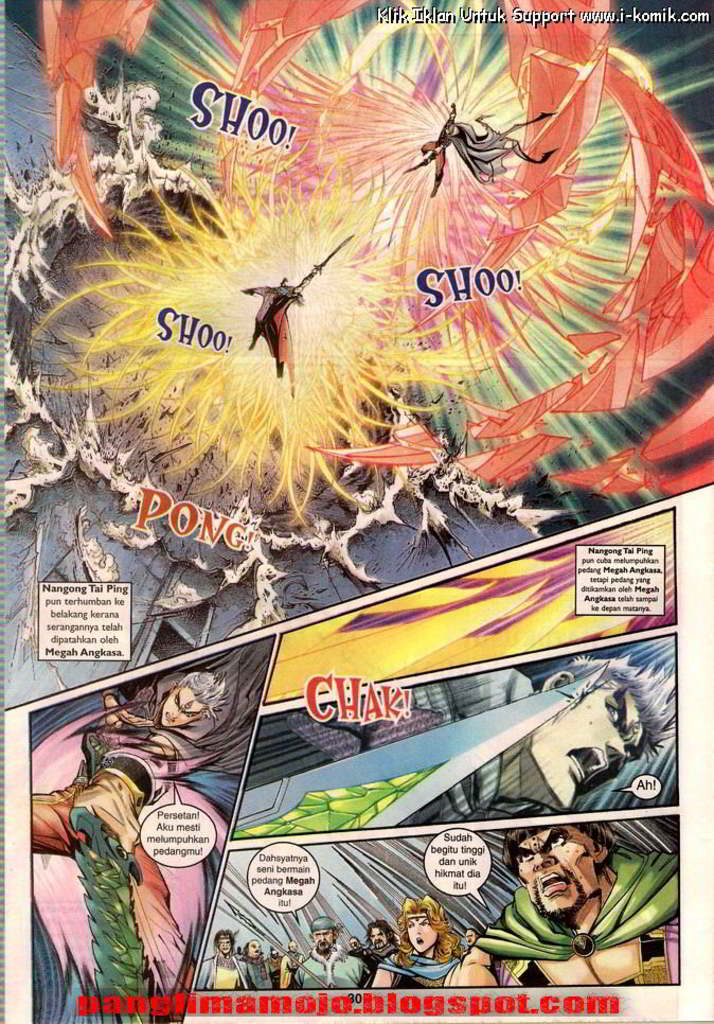 Klik Iklan Untuk Support www.i-komik.com
SHOO!
SHOO!
SHOO!
PONG!
Nangong Tai Ping
pun terhumban ke
belakang kerana
serangannya telah
dipatahkan oleh
Megah Angkasa.
Nangong Tai Ping
pun cuba melumpuhkan
pedang Megah Angkasa,
tetapi pedang yang
ditikamkan oleh Megah
Angkasa telah sampai
ke depan matanya.
CHAK!
Persetan!
Aku mesti
melumpuhkan
pedangmu!
Ah!
Dahsyatnya
seni bermain
pedang Megah
Angkasa
itu!
Sudah
begitu tinggi
dan unik
hikmat dia
itu!
30
panglimamojo.blogspot.com